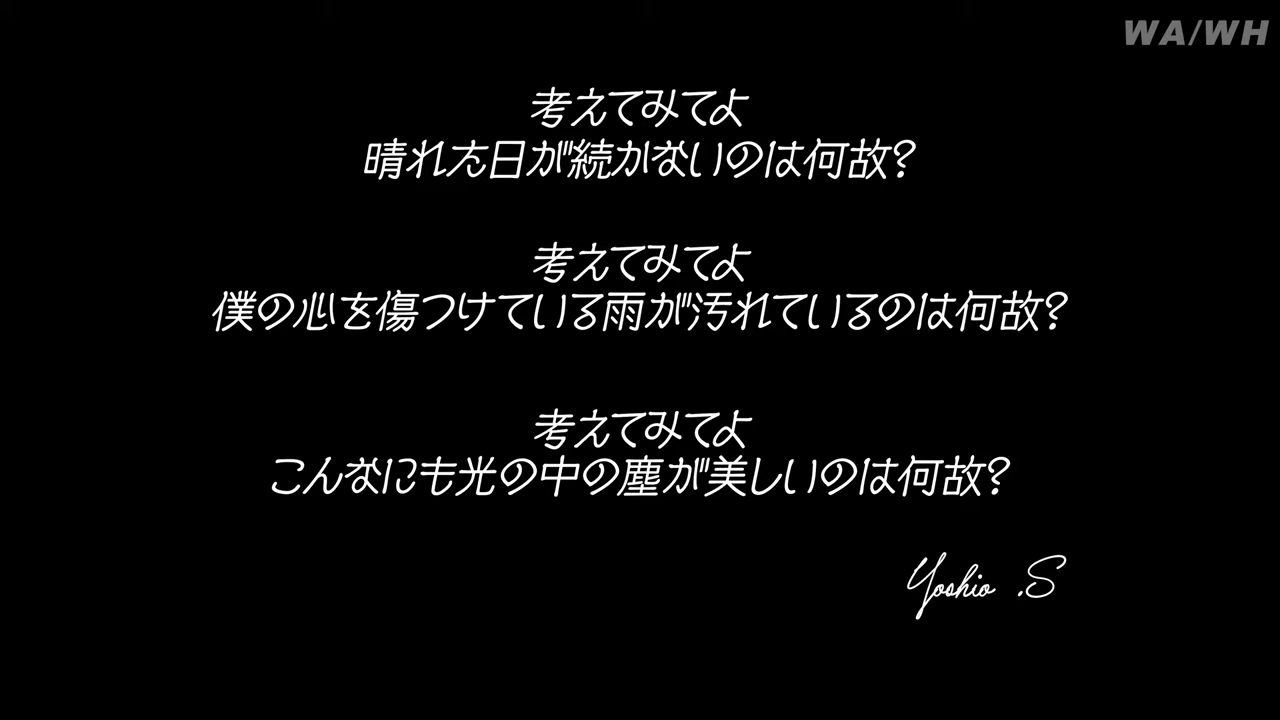 WA/WH
考えてみてよ
晴れた日が続かないのは何故?
考えてみてよ
僕の心を傷つけている雨が汚れているのは何故?
考えてみてよ
こんなにも光の中の塵が美しいのは何故?
Yoshio .S